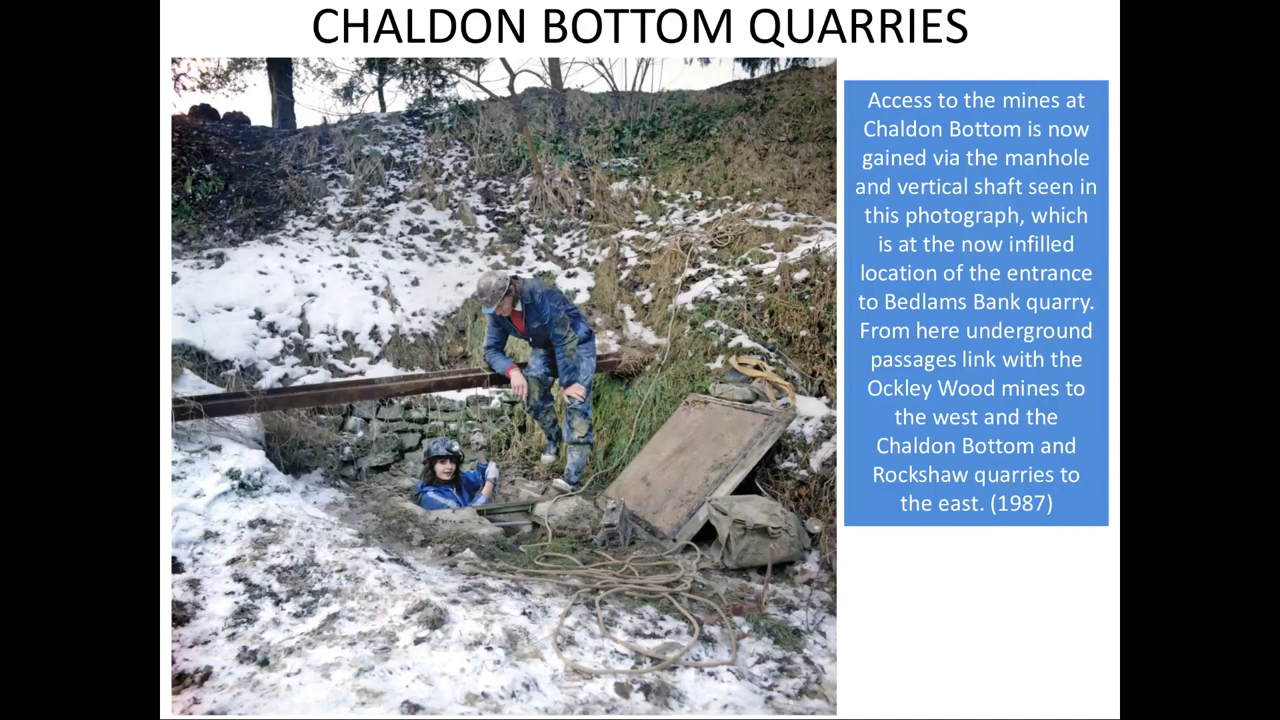 CHALDON BOTTOM QUARRIES
Access to the mines at
Chaldon Bottom is now
gained via the manhole
and vertical shaft seen in
this photograph, which
is at the now infilled
location of the entrance
to Bedlams Bank quarry.
From here underground
passages link with the
Ockley Wood mines to
the west and the
Chaldon Bottom and
Rockshaw quarries to
the east. (1987)